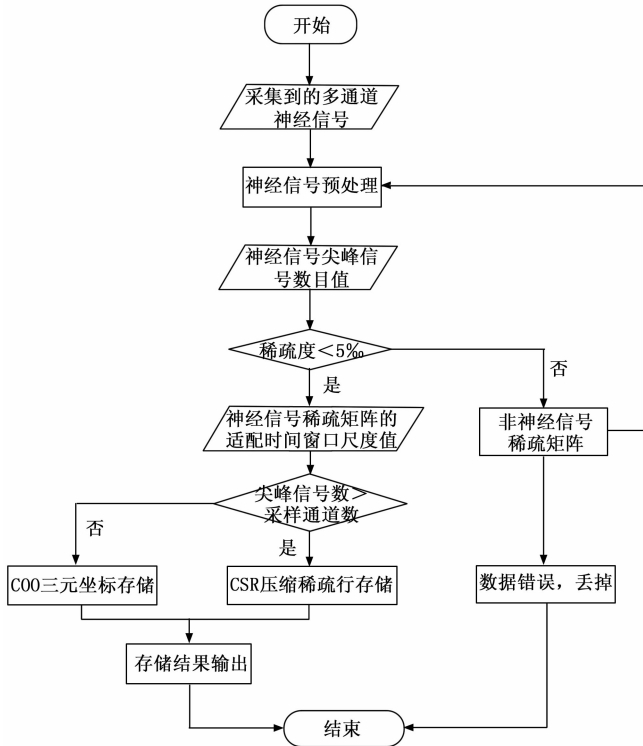 开始
采集到的多通道
神经信号
神经信号预处理
神经信号尖峰信
号数目值
稀疏度＜5‰
否
是
神经信号稀疏矩阵的
适配时间窗口尺度值
非神经信号
稀疏矩阵
尖峰信号数＞
采样通道数
否
是
COO三元坐标存储
CSR压缩稀疏行存储
数据错误，丢掉
存储结果输出
结束